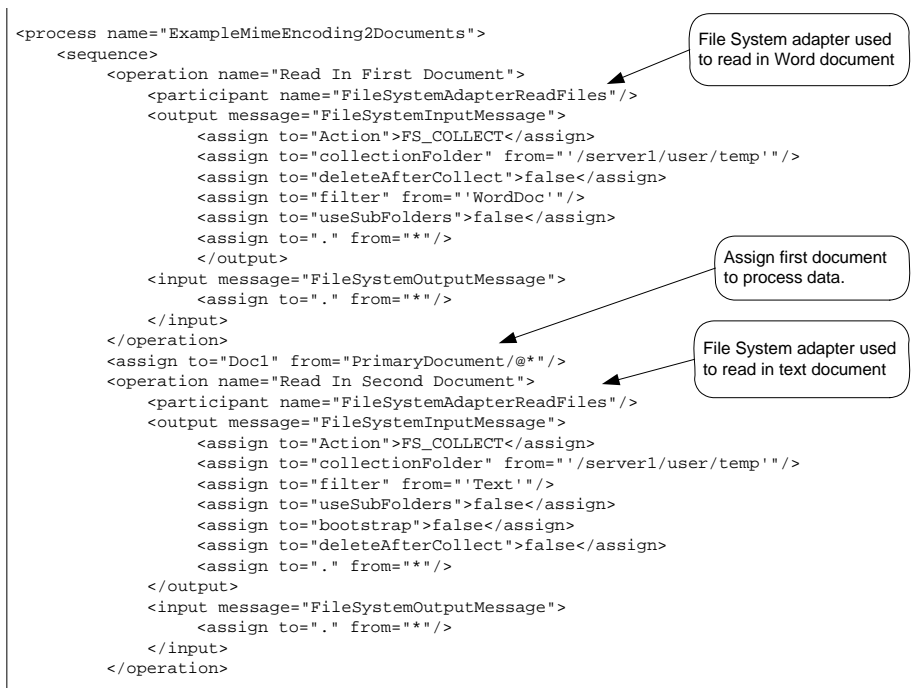 <process name="ExampleMimeEncoding2Documents">
<sequence>
<operation name="Read In First Document">
<participant name="FileSystemAdapterReadFiles"/>
<output message="FileSystemInputMessage">
<assign to="Action">FS_COLLECT</assign>
<assign to="collectionFolder" from="'/server1/user/temp'"/>
<assign to="deleteAfterCollect">false</assign>
<assign to="filter" from="'WordDoc'"/>
<assign to="useSubFolders">false</assign>
<assign to="." from="*"/>
</output>
<input message="FileSystemOutputMessage">
<assign to="." from="*"/>
</input>
</operation>
<assign to="Doc1" from="PrimaryDocument/@*"/>
<operation name="Read In Second Document">
<participant name="FileSystemAdapterReadFiles"/>
<output message="FileSystemInputMessage">
<assign to="Action">FS_COLLECT</assign>
<assign to="collectionFolder" from="'/server1/user/temp'"/>
<assign to="filter" from="'Text'"/>
<assign to="useSubFolders">false</assign>
<assign to="bootstrap">false</assign>
<assign to="deleteAfterCollect">false</assign>
<assign to="." from="*"/>
</output>
<input message="FileSystemOutputMessage">
<assign to="." from="*"/>
</input>
</operation>
File System adapter used
to read in Word document
Assign first document
to process data.
File System adapter used
to read in text document